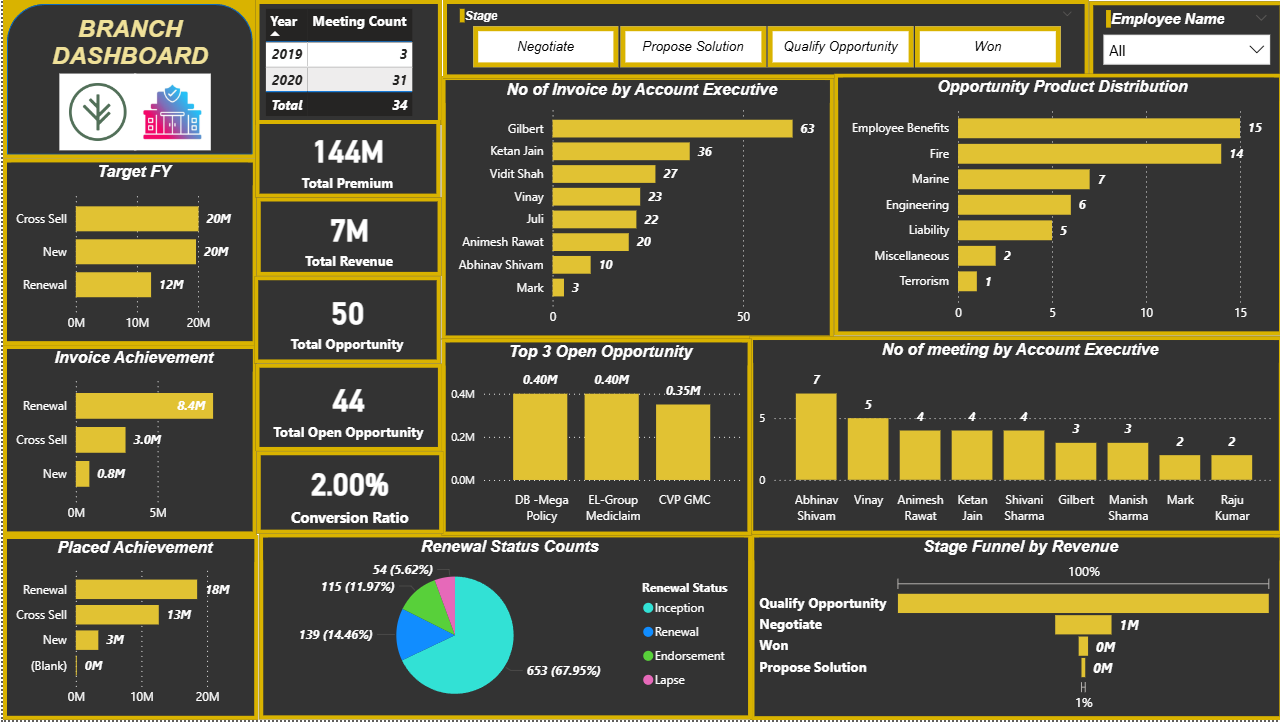 BRANCH
DASHBOARD
Year Meeting Count
2019 3
2020 31
Total 34
Stage
Negotiate Propose Solution Qualify Opportunity Won
Employee Name
All
144M
Total Premium
7M
Total Revenue
50
Total Opportunity
44
Total Open Opportunity
2.00%
Conversion Ratio
Target FY
Cross Sell 20M
New 20M
Renewal 12M
0M 10M 20M
Invoice Achievement
Renewal 8.4M
Cross Sell 3.0M
New 0.8M
0M 5M
Placed Achievement
Renewal 18M
Cross Sell 13M
New 3M
(Blank) 0M
0M 10M 20M
No of Invoice by Account Executive
Gilbert 63
Ketan Jain 36
Vidit Shah 27
Vinay 23
Juli 22
Animesh Rawat 20
Abhinav Shivam 10
Mark 3
0 50
Opportunity Product Distribution
Employee Benefits 15
Fire 14
Marine 7
Engineering 6
Liability 5
Miscellaneous 2
Terrorism 1
0 5 10 15
Top 3 Open Opportunity
0.40M 0.40M 0.35M
0.4M
0.2M
0.0M
DB -Mega EL-Group CVP GMC
Policy Mediclaim
No of meeting by Account Executive
7 5 4 4 4 3 3 2 2
5
0
Abhinav Vinay Animesh Ketan Shivani Gilbert Manish Mark Raju
Shivam Rawat Jain Sharma Sharma Kumar
Renewal Status Counts
54 (5.62%)
115 (11.97%)
139 (14.46%)
653 (67.95%)
Renewal Status
Inception
Renewal
Endorsement
Lapse
Stage Funnel by Revenue
100%
Qualify Opportunity
Negotiate 1M
Won 0M
Propose Solution 0M
1%